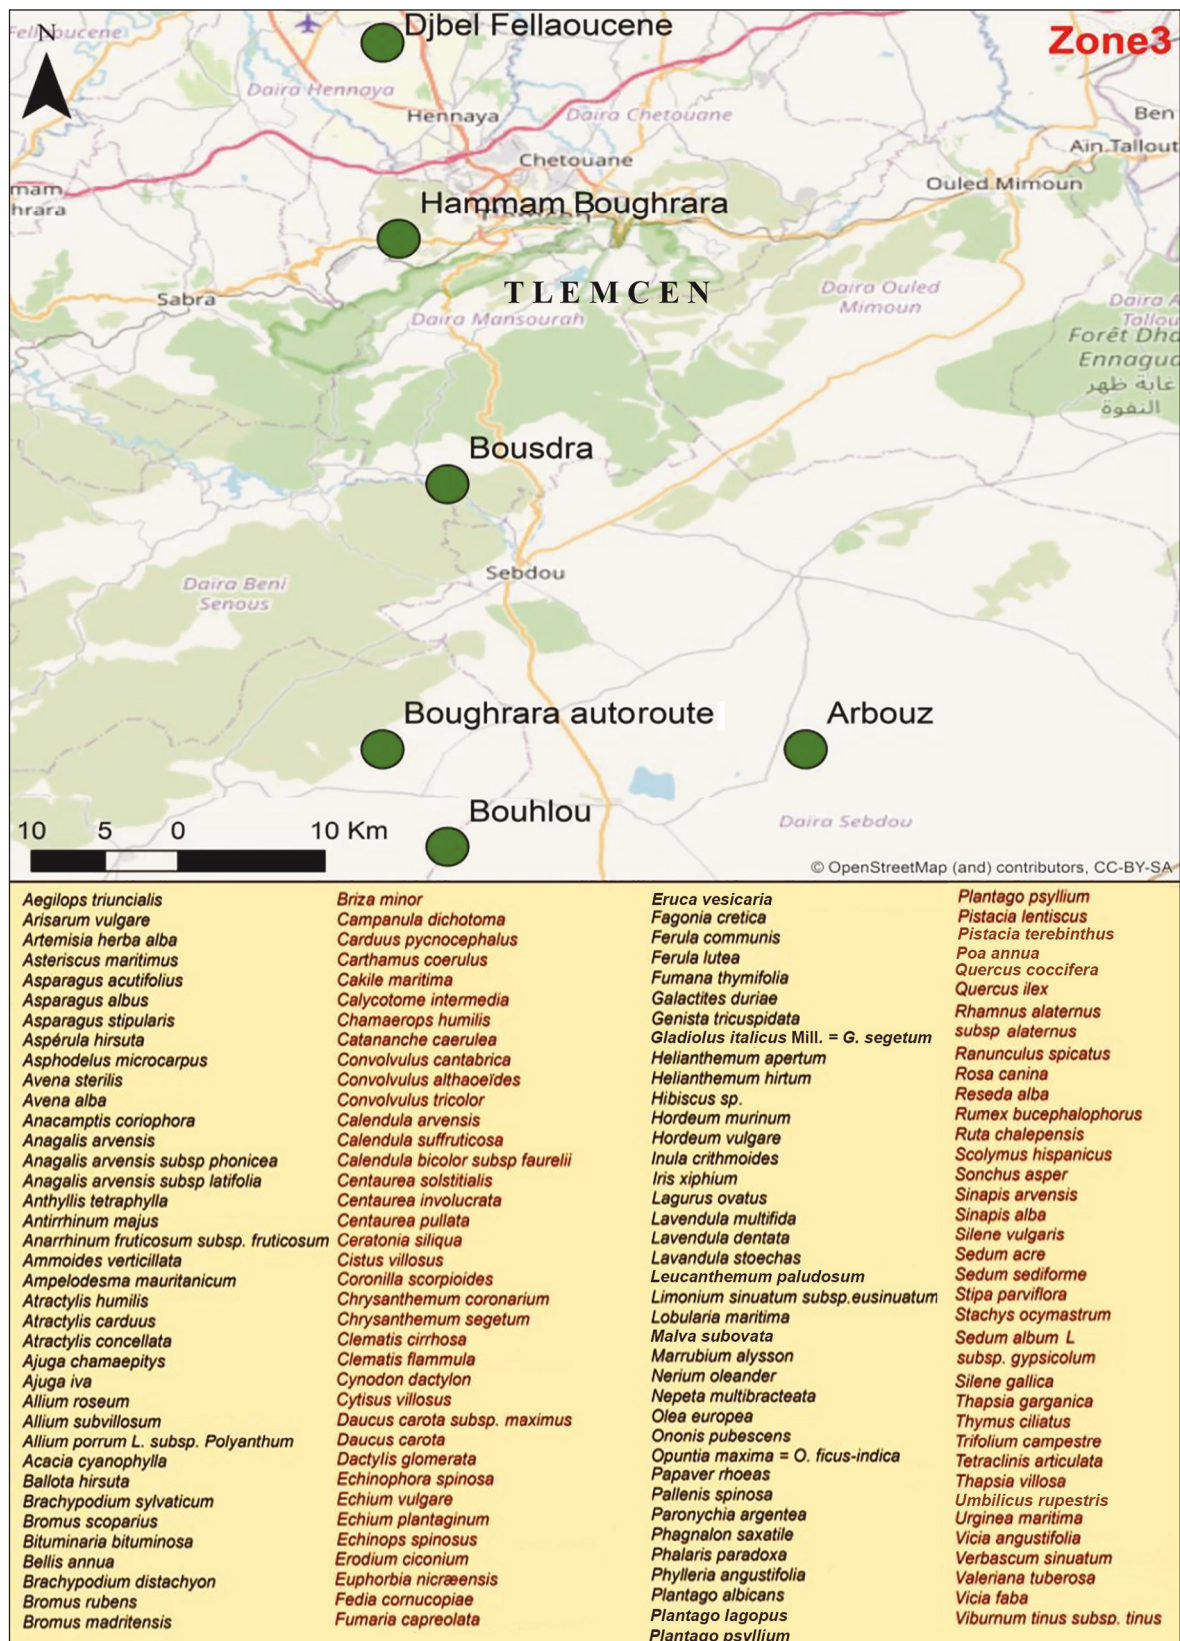 Djbel Fellaoucene
Zone3
Fellaoucene
N
Daira Hennaya
Hennaya
Daira Chetouane
Ben
Chetouane
Ain Tallout
Ouled Mimoun
mam
hrara
Hammam Boughrara
Sabra
TLEMCEN
Daira Mansourah
Daira Ouled
Mimoun
Daira A
Tallou
Forêt Dha
Ennagua
غابة ظهر
النقوة
Bousdra
Sebdou
Daira Beni
Senous
Boughrara autoroute
Arbouz
Bouhlou
Daira Sebdou
10 5 0 10 Km
© OpenStreetMap (and) contributors, CC-BY-SA
Aegilops triuncialis
Arisarum vulgare
Artemisia herba alba
Asteriscus maritimus
Asparagus acutifolius
Asparagus albus
Asparagus stipularis
Aspérula hirsuta
Asphodelus microcarpus
Avena sterilis
Avena alba
Anacamptis coriophora
Anagalis arvensis
Anagalis arvensis subsp phonicea
Anagalis arvensis subsp latifolia
Anthyllis tetraphylla
Antirrhinum majus
Anarrhinum fruticosum subsp. fruticosum
Ammoides verticillata
Ampelodesma mauritanicum
Atractylis humilis
Atractylis carduus
Atractylis concellata
Ajuga chamaepitys
Ajuga iva
Allium roseum
Allium subvillosum
Allium porrum L. subsp. Polyanthum
Acacia cyanophylla
Ballota hirsuta
Brachypodium sylvaticum
Bromus scoparius
Bituminaria bituminosa
Bellis annua
Brachypodium distachyon
Bromus rubens
Bromus madritensis
Briza minor
Campanula dichotoma
Carduus pycnocephalus
Carthamus coerulus
Cakile maritima
Calycotome intermedia
Chamaerops humilis
Catananche caerulea
Convolvulus cantabrica
Convolvulus althaoeïdes
Convolvulus tricolor
Calendula arvensis
Calendula suffruticosa
Calendula bicolor subsp faurelii
Centaurea solstitialis
Centaurea involucrata
Centaurea pullata
Ceratonia siliqua
Cistus villosus
Coronilla scorpioides
Chrysanthemum coronarium
Chrysanthemum segetum
Clematis cirrhosa
Clematis flammula
Cynodon dactylon
Cytisus villosus
Daucus carota subsp. maximus
Daucus carota
Dactylis glomerata
Echinophora spinosa
Echium vulgare
Echium plantaginum
Echinops spinosus
Erodium ciconium
Euphorbia nicræensis
Fedia cornucopiae
Fumaria capreolata
Eruca vesicaria
Fagonia cretica
Ferula communis
Ferula lutea
Fumana thymifolia
Galactites duriae
Genista tricuspidata
Gladiolus italicus Mill. = G. segetum
Helianthemum apertum
Helianthemum hirtum
Hibiscus sp.
Hordeum murinum
Hordeum vulgare
Inula crithmoides
Iris xiphium
Lagurus ovatus
Lavendula multifida
Lavendula dentata
Lavandula stoechas
Leucanthemum paludosum
Limonium sinuatum subsp.eusinuatum
Lobularia maritima
Malva subovata
Marrubium alysson
Nerium oleander
Nepeta multibracteata
Olea europea
Ononis pubescens
Opuntia maxima = O. ficus-indica
Papaver rhoeas
Pallenis spinosa
Paronychia argentea
Phagnalon saxatile
Phalaris paradoxa
Phylleria angustifolia
Plantago albicans
Plantago lagopus
Plantago psyllium
Plantago psyllium
Pistacia lentiscus
Pistacia terebinthus
Poa annua
Quercus coccifera
Quercus ilex
Rhamnus alaternus
subsp alaternus
Ranunculus spicatus
Rosa canina
Reseda alba
Rumex bucephalophorus
Ruta chalepensis
Scolymus hispanicus
Sonchus asper
Sinapis arvensis
Sinapis alba
Silene vulgaris
Sedum acre
Sedum sediforme
Stipa parviflora
Stachys ocymastrum
Sedum album L
subsp. gypsicolum
Silene gallica
Thapsia garganica
Thymus ciliatus
Trifolium campestre
Tetraclinis articulata
Thapsia villosa
Umbilicus rupestris
Urginea maritima
Vicia angustifolia
Verbascum sinuatum
Valeriana tuberosa
Vicia faba
Viburnum tinus subsp. tinus